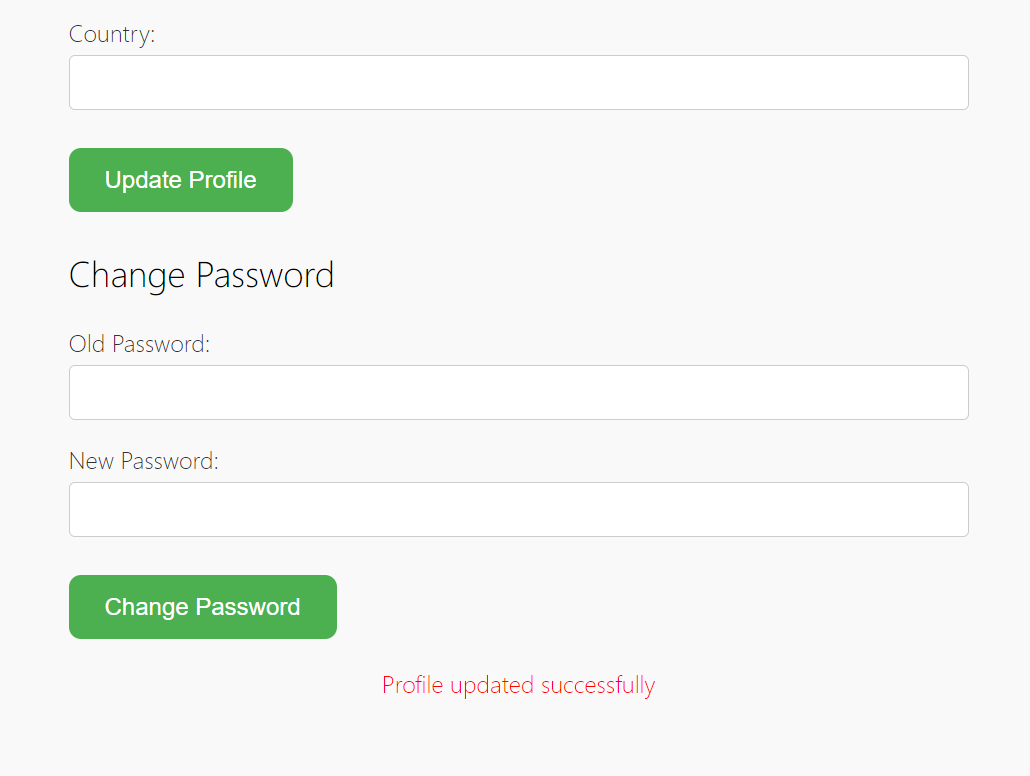 Country:
Update Profile
Change Password
Old Password:
New Password:
Change Password
Profile updated successfully